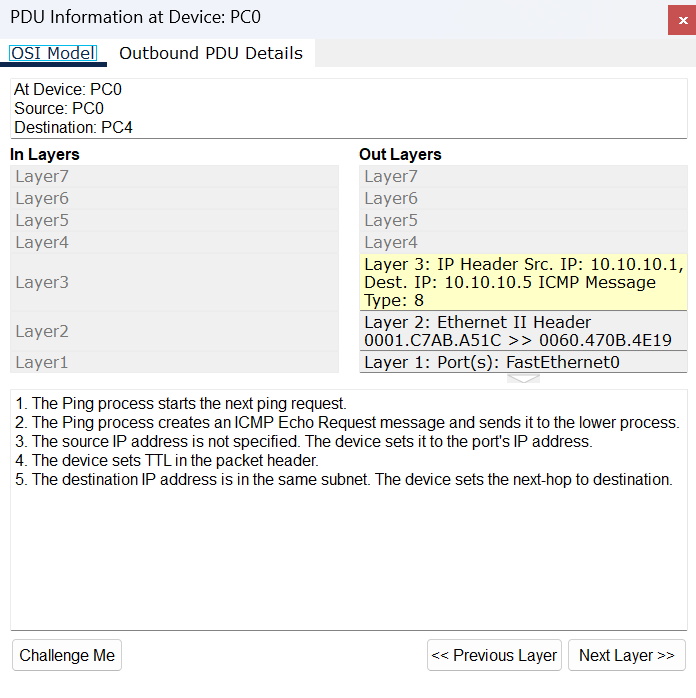 PDU Information at Device: PC0
×
OSI Model Outbound PDU Details
At Device: PC0
Source: PC0
Destination: PC4
In Layers
Layer7
Layer6
Layer5
Layer4
Layer3
Layer2
Layer1
Out Layers
Layer7
Layer6
Layer5
Layer4
Layer 3: IP Header Src. IP: 10.10.10.1,
Dest. IP: 10.10.10.5 ICMP Message
Type: 8
Layer 2: Ethernet II Header
0001.C7AB.A51C >> 0060.470B.4E19
Layer 1: Port(s): FastEthernet0
1. The Ping process starts the next ping request.
2. The Ping process creates an ICMP Echo Request message and sends it to the lower process.
3. The source IP address is not specified. The device sets it to the port's IP address.
4. The device sets TTL in the packet header.
5. The destination IP address is in the same subnet. The device sets the next-hop to destination.
Challenge Me
<< Previous Layer
Next Layer >>